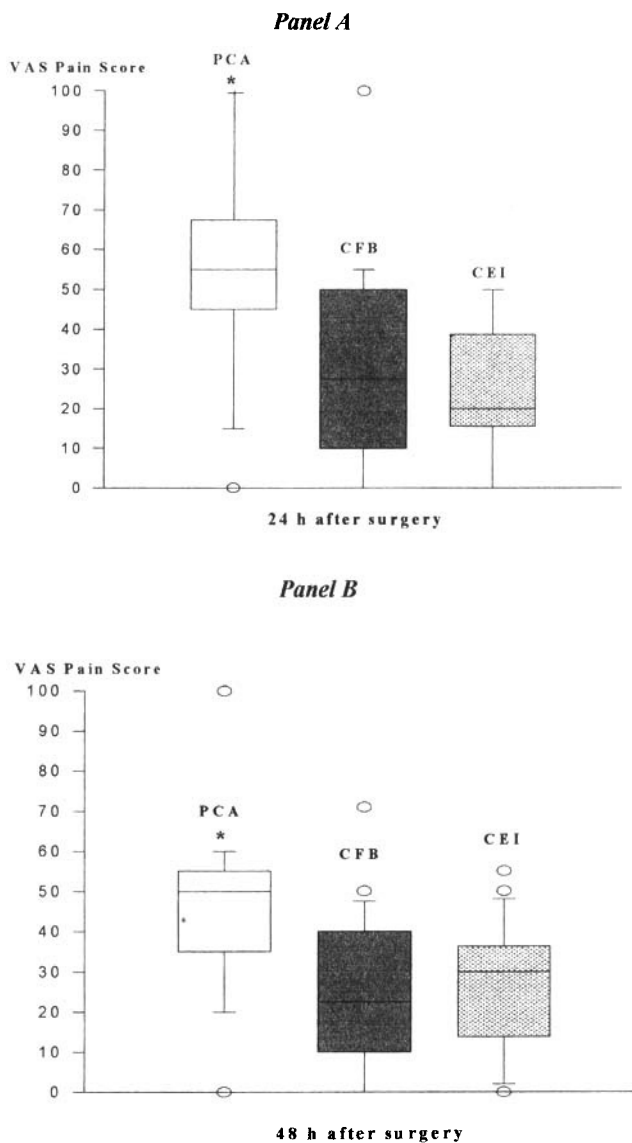 Panel A
VAS Pain Score
PCA
*
100
90
80
70
60
CFB
CEI
50
40
30
20
10
0
24 h after surgery
Panel B
VAS Pain Score
100
90
80
70
PCA
*
60
CFB
CEI
50
40
30
20
10
0
48 h after surgery